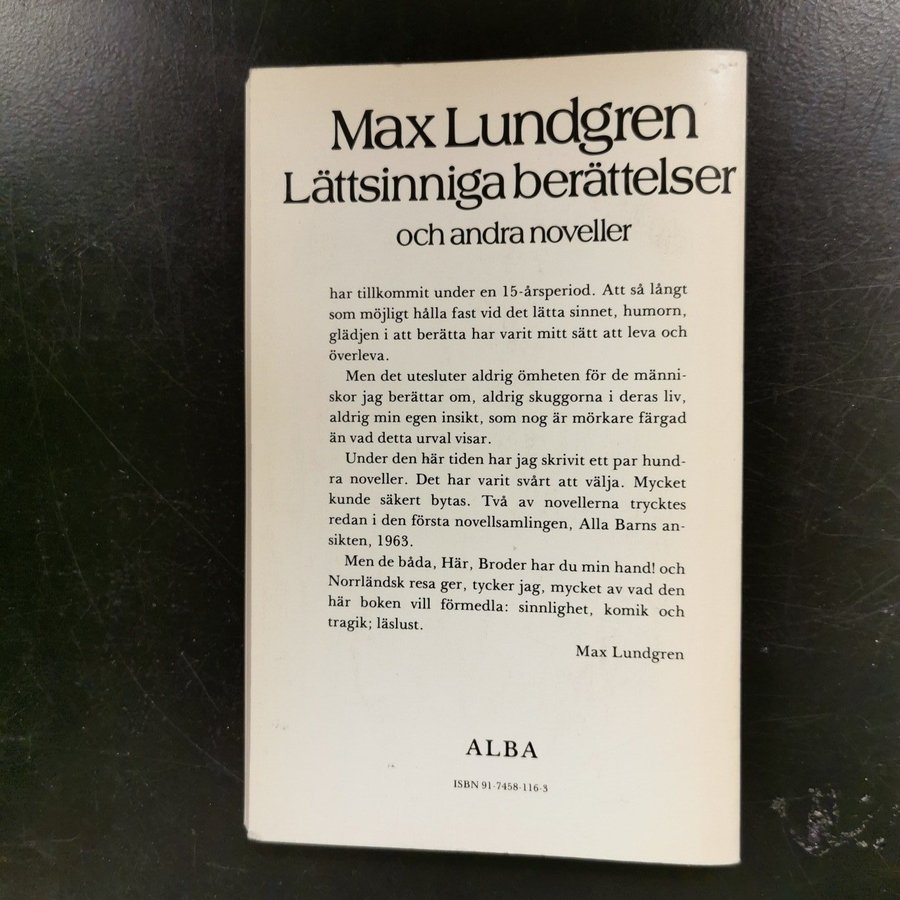 Max Lundgren
Lättsinniga berättelser
och andra noveller
har tillkommit under en 15-årsperiod. Att så långt
som möjligt hålla fast vid det lätta sinnet, humorn,
glädjen i att berätta har varit mitt sätt att leva och
överleva.
Men det utesluter aldrig ömheten för de männi-
skor jag berättar om, aldrig skuggorna i deras liv,
aldrig min egen insikt, som nog är mörkare färgad
än vad detta urval visar.
Under den här tiden har jag skrivit ett par hund-
ra noveller. Det har varit svårt att välja. Mycket
kunde säkert bytas. Två av novellerna trycktes
redan i den första novellsamlingen, Alla Barns an-
sikten, 1963.
Men de båda, Här, Broder har du min hand! och
Norrländsk resa ger, tycker jag, mycket av vad den
här boken vill förmedla: sinnlighet, komik och
tragik; läslust.
Max Lundgren
ALBA
ISBN 91-7458-116-3